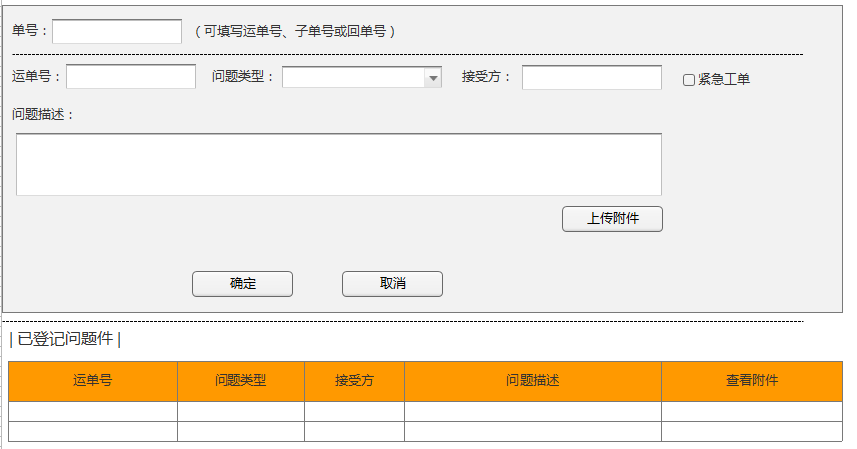 单号： （可填写运单号、子单号或回单号）
运单号： 问题类型： 接受方： 紧急工单
问题描述：
上传附件
确定 取消
| 已登记问题件 |
运单号 问题类型 接受方 问题描述 查看附件